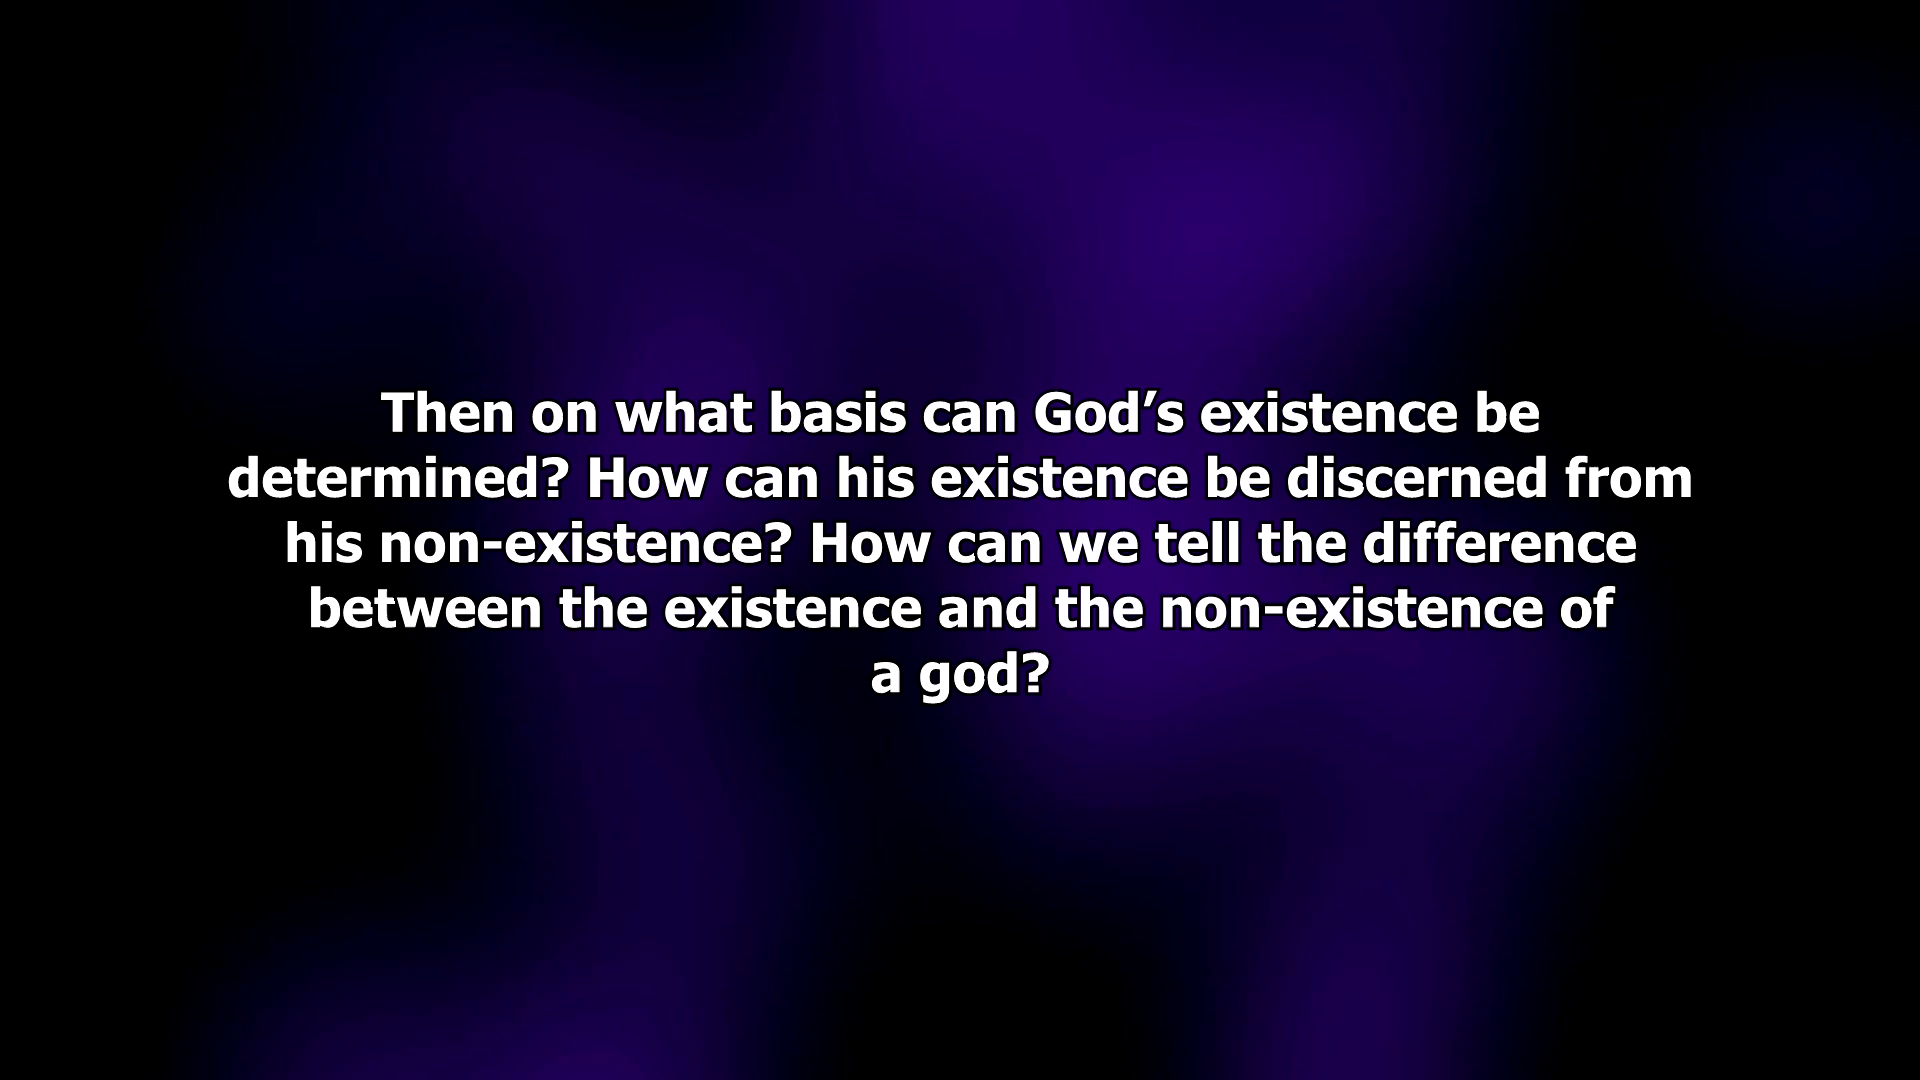 Then on what basis can God’s existence be
determined? How can his existence be discerned from
his non-existence? How can we tell the difference
between the existence and the non-existence of
a god?